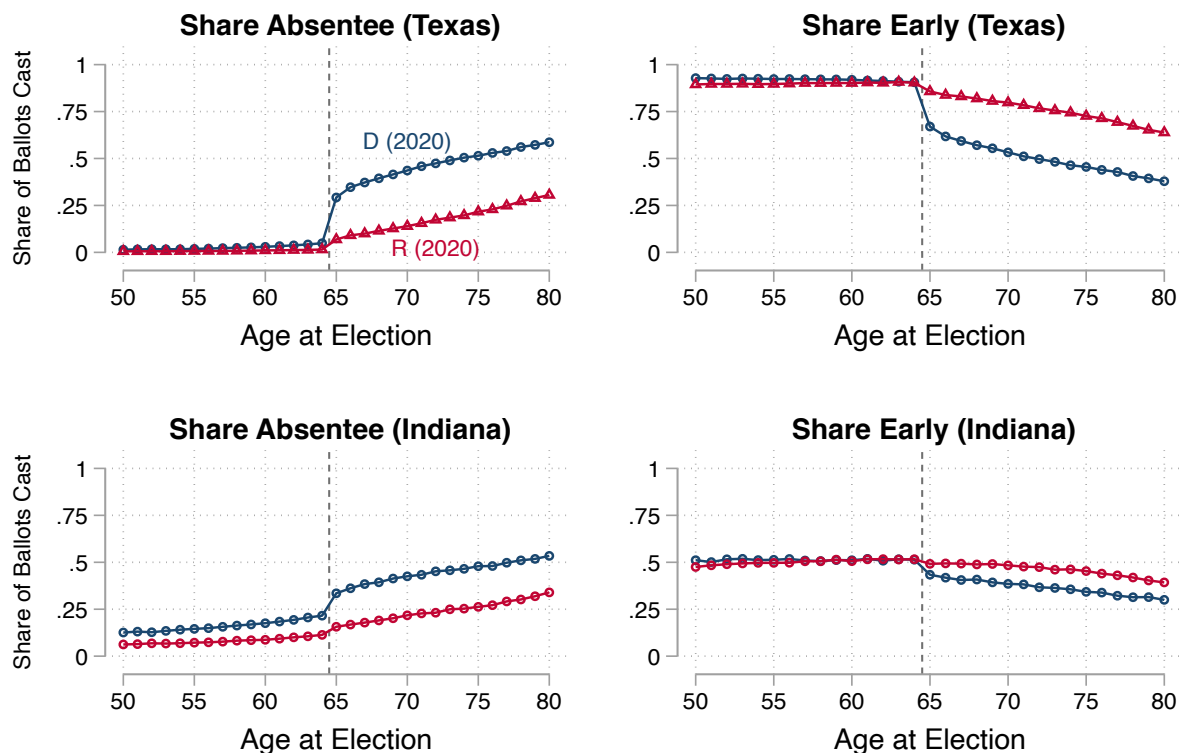 Share Absentee (Texas)
Share of Ballots Cast
1
.75
.5
.25
0
D (2020)
R (2020)
50 55 60 65 70 75 80
Age at Election
Share Early (Texas)
1
.75
.5
.25
0
50 55 60 65 70 75 80
Age at Election
Share Absentee (Indiana)
Share of Ballots Cast
1
.75
.5
.25
0
50 55 60 65 70 75 80
Age at Election
Share Early (Indiana)
1
.75
.5
.25
0
50 55 60 65 70 75 80
Age at Election